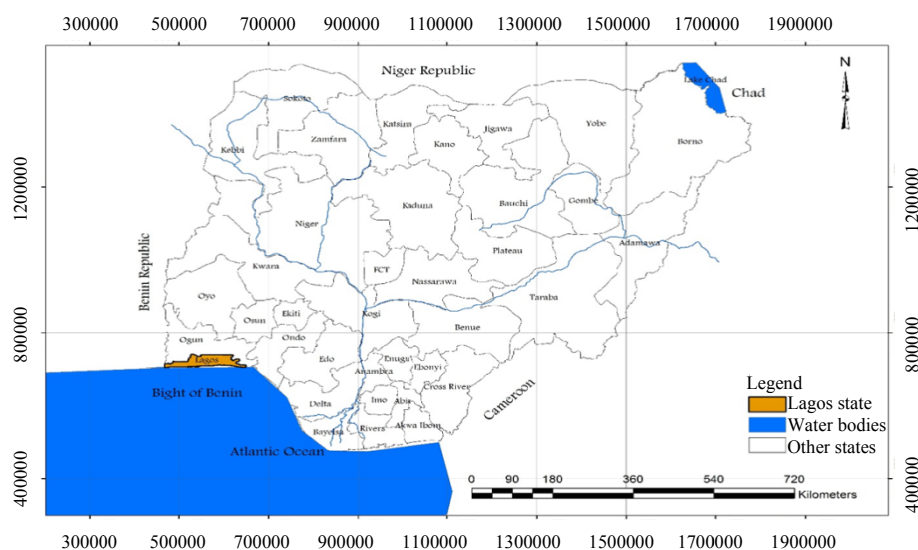 300000 500000 700000 9000000 1100000 1300000 1500000 1700000 1900000
Niger Republic
N
Lake Chad
Chad
Sokoto
Katsina
Jigawa
Yobe
Zamfara
Kano
Borno
Kebbi
1200000
1200000
Kaduna
Bauchi
Gombe
Niger
Adamawa
Plateau
Benin Republic
Kwara
FCT
Nassarawa
Oyo
Taraba
Kogi
Osun
Ekiti
Benue
800000
800000
Ogun
Ondo
Lagos
Edo
Enugu
Anambra
Ebonyi
Cross River
Cameroon
Bight of Benin
Delta
Imo
Abia
Bayelsa
Rivers
Akwa Ibom
Atlantic Ocean
Legend
Lagos state
Water bodies
Other states
400000
400000
0 90 180 360 540 720
Kilometers
300000 500000 7000000 9000000 1100000 1300000 1500000 1700000 1900000